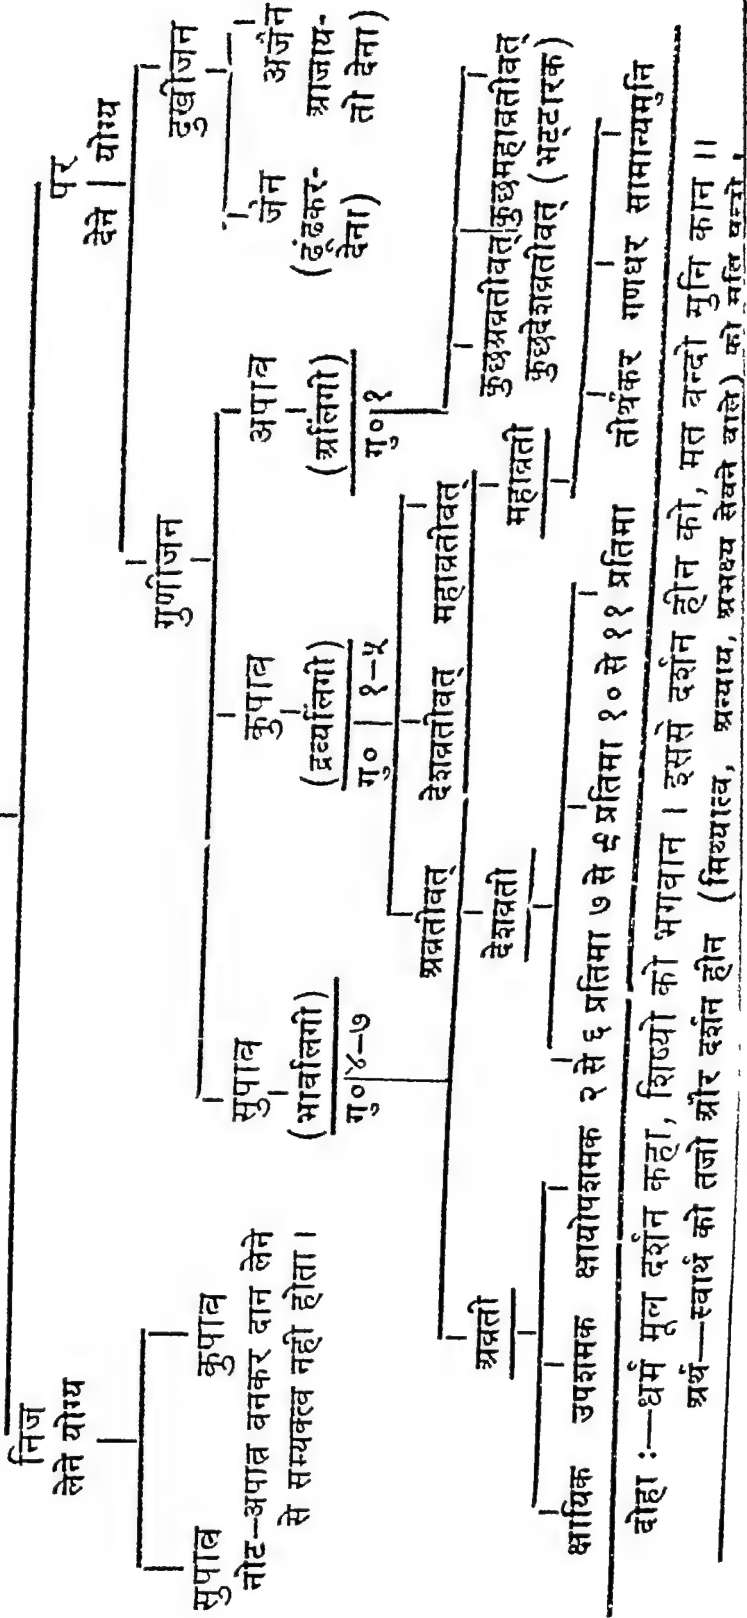 निज पर
लेने योग्य देने योग्य
गुणीजन दुखीजन
सुपात्र कुपात्र सुपात्र कुपात्र अपात्र जैन अजैन
नोट—अपात्र बनकर दान लेने (भावलिंगी) (द्रव्यलिंगी) (अलिंगी) (ढूंढकर- आजाय-
से सम्यक्त्व नही होता। गु० ४-७ गु० १-५ गु० १ देना) तो देना)
अव्रतीवत् देशव्रतीवत् महाव्रतीवत् कुछअव्रतीवत् कुछमहाव्रतीवत्
कुछदेशव्रतीवत् (भट्टारक)
अव्रती देशव्रती महाव्रती
क्षायिक उपशमक क्षायोपशमक २ से ६ प्रतिमा ७ से ९ प्रतिमा १० से ११ प्रतिमा तीर्थंकर गणधर सामान्यमुनि
दोहा :—धर्म मूल दर्शन कहा, शिष्यो को भगवान। इससे दर्शन हीन को, मत वन्दो मुनि कान॥
अर्थ—स्वार्थ को तजो और दर्शन हीन (मिथ्यात्व, अन्याय, अभक्ष्य सेवने वाले) को मति वन्दो।